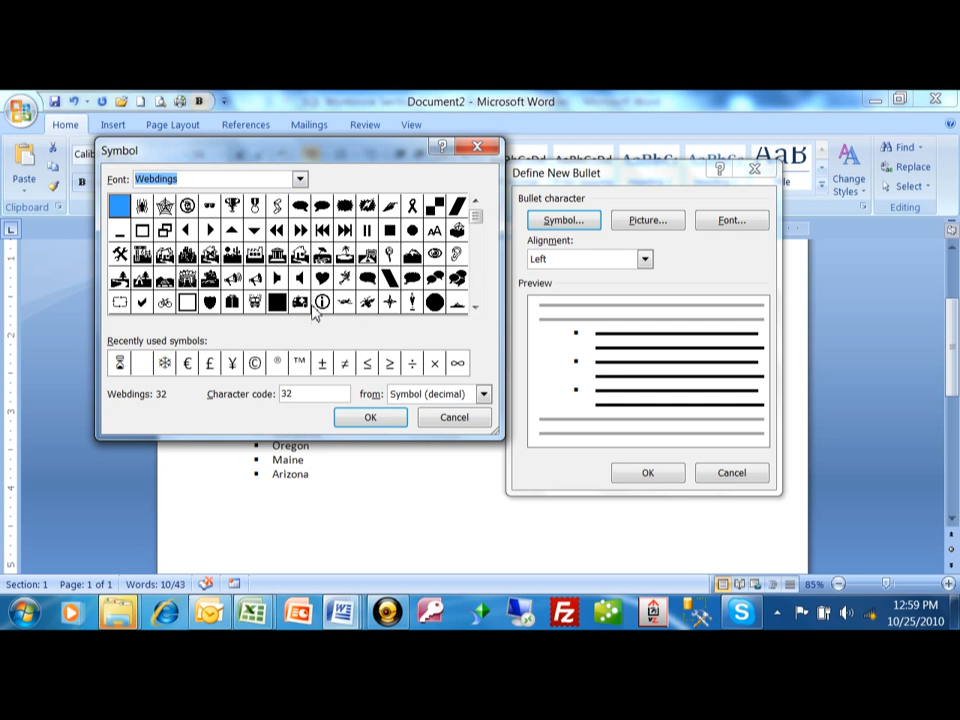 Document2 - Microsoft Word
Home Insert Page Layout References Mailings Review View
Paste
Clipboard
Calib
B
AaB
Change
Styles
Find
Replace
Select
Editing
Symbol
Font: Webdings
Recently used symbols:
€ £ ¥ © ® ™ ± ≠ ≤ ≥ ÷ × ∞
Webdings: 32 Character code: 32 from: Symbol (decimal)
OK Cancel
Define New Bullet
Bullet character
Symbol... Picture... Font...
Alignment:
Left
Preview
OK Cancel
Oregon
Maine
Arizona
Section: 1 Page: 1 of 1 Words: 10/43 85%
12:59 PM
10/25/2010